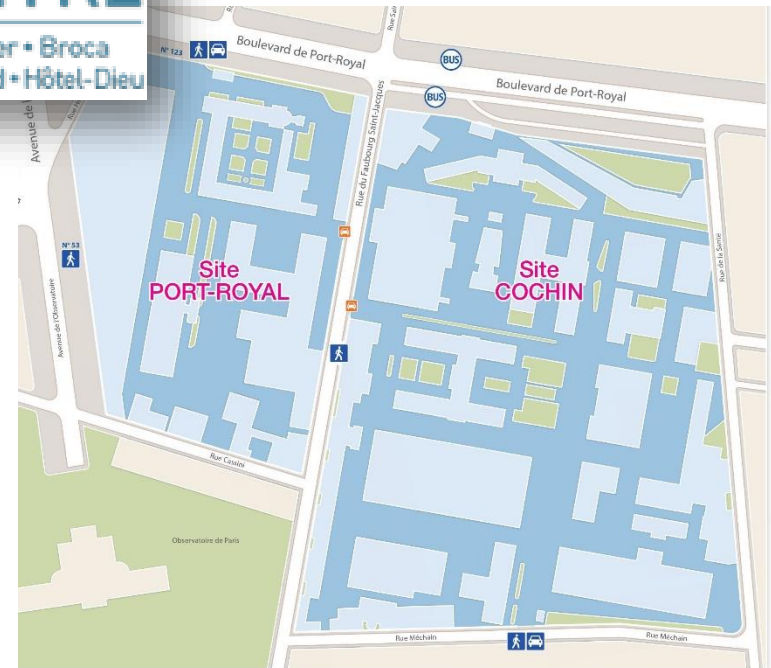 er • Broca
d • Hôtel-Dieu
N° 123
Boulevard de Port-Royal
BUS
Boulevard de Port-Royal
BUS
Rue du Faubourg Saint-Jacques
Rue de la Santé
N° 53
Avenue de l'Observatoire
Site
PORT-ROYAL
Site
COCHIN
Rue Cassini
Observatoire de Paris
Rue Méchain
Rue Méchain